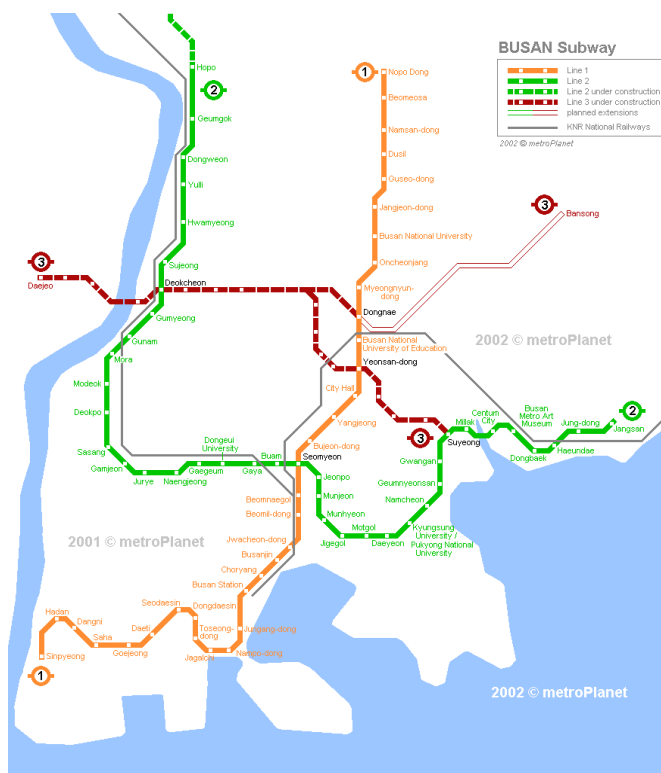 BUSAN Subway
Line 1
Line 2
Line 2 under construction
Line 3 under construction
planned extensions
KNR National Railways
2002 © metroPlanet
1
Nopo Dong
Beomeosa
Namsan-dong
Dusil
Guseo-dong
Jangjeon-dong
Busan National University
Oncheonjang
Myeongnyun-
dong
Dongnae
Busan National
University of Education
Yeonsan-dong
City Hall
Yangjeong
Bujeon-dong
Seomyeon
Beomnaegol
Beomil-dong
Jwacheon-dong
Busanjin
Choryang
Busan Station
Jungang-dong
Nampo-dong
Jagalchi
Toseong-
dong
Dongdaesin
Seodaesin
Daeti
Goejeong
Saha
Dangni
Hadan
Sinpyeong
1
Hopo
2
Geumgok
Dongweon
Yulli
Hwamyeong
Sujeong
Deokcheon
Gumyeong
Gunam
Mora
Modeok
Deokpo
Sasang
Gamjeon
Jurye
Naengjeong
Gaegeum
Dongeui
University
Gaya
Buam
Jeonpo
Munjeon
Munhyeon
Jigegol
Motgol
Daeyeon
Kyungsung
University /
Pukyong National
University
Namcheon
Geumnyeonsan
Gwangan
Suyeong
Millak
Centum
City
Busan
Metro Art
Museum
Dongbaek
Haeundae
Jung-dong
Jangsan
2
3
Daejeo
3
Bansong
3
2002 © metroPlanet
2001 © metroPlanet
2002 © metroPlanet